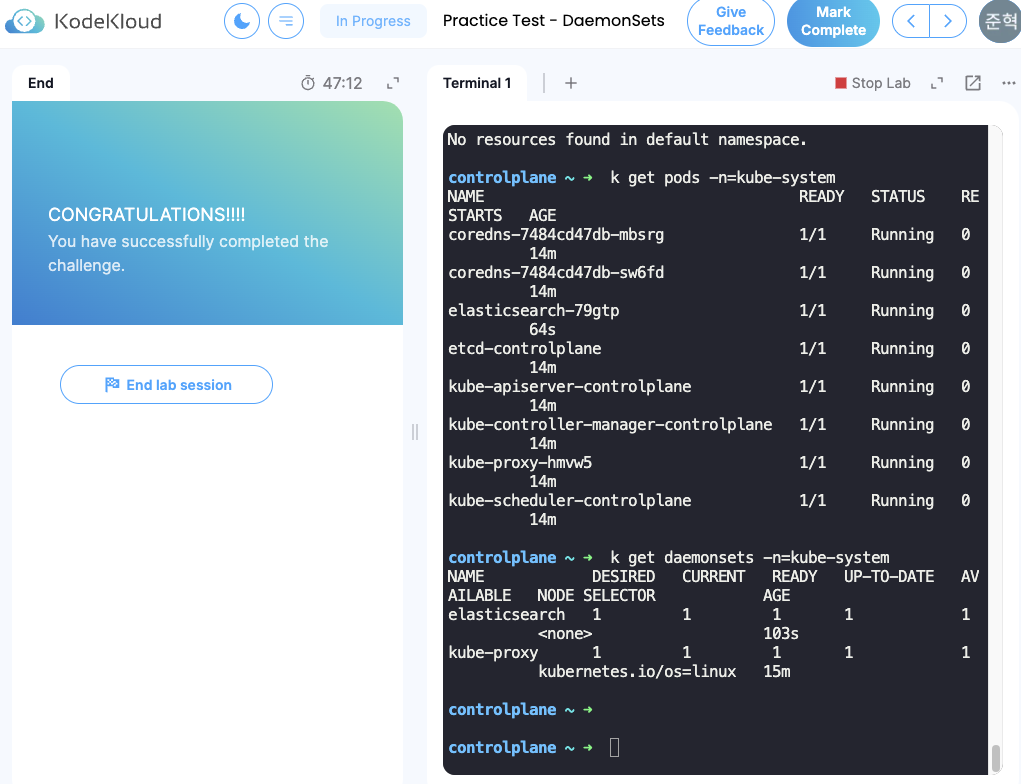 KodeKloud
In Progress
Practice Test - DaemonSets
Give
Feedback
Mark
Complete
준혁
End
47:12
Terminal 1
+
Stop Lab
CONGRATULATIONS!!!!
You have successfully completed the
challenge.
End lab session
No resources found in default namespace.
controlplane ~ ➜  k get pods -n=kube-system
NAME                                   READY   STATUS    RE
STARTS   AGE
coredns-7484cd47db-mbsrg               1/1     Running   0
         14m
coredns-7484cd47db-sw6fd               1/1     Running   0
         14m
elasticsearch-79gtp                    1/1     Running   0
         64s
etcd-controlplane                      1/1     Running   0
         14m
kube-apiserver-controlplane            1/1     Running   0
         14m
kube-controller-manager-controlplane   1/1     Running   0
         14m
kube-proxy-hmvw5                       1/1     Running   0
         14m
kube-scheduler-controlplane            1/1     Running   0
         14m
controlplane ~ ➜  k get daemonsets -n=kube-system
NAME            DESIRED   CURRENT   READY   UP-TO-DATE   AV
AILABLE   NODE SELECTOR            AGE
elasticsearch   1         1         1       1            1
          <none>                   103s
kube-proxy      1         1         1       1            1
          kubernetes.io/os=linux   15m
controlplane ~ ➜
controlplane ~ ➜